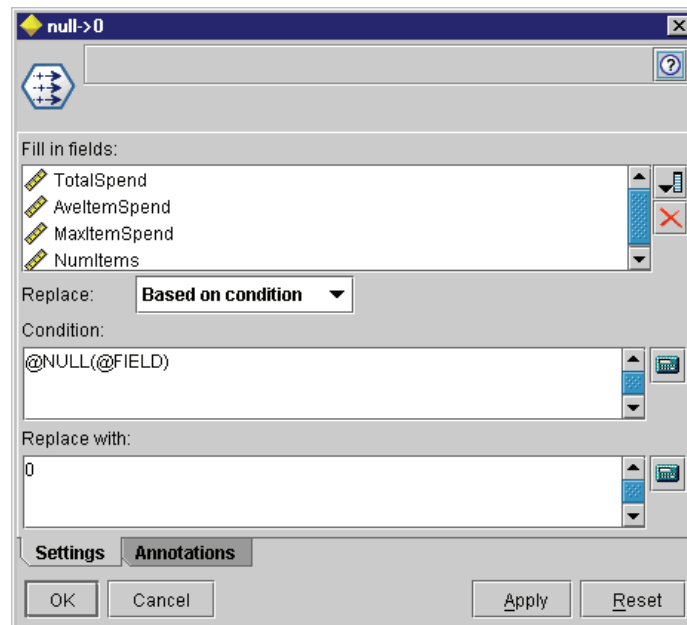 null->0
Fill in fields:
TotalSpend
AveItemSpend
MaxItemSpend
NumItems
Replace: Based on condition
Condition:
@NULL(@FIELD)
Replace with:
0
Settings Annotations
OK Cancel Apply Reset